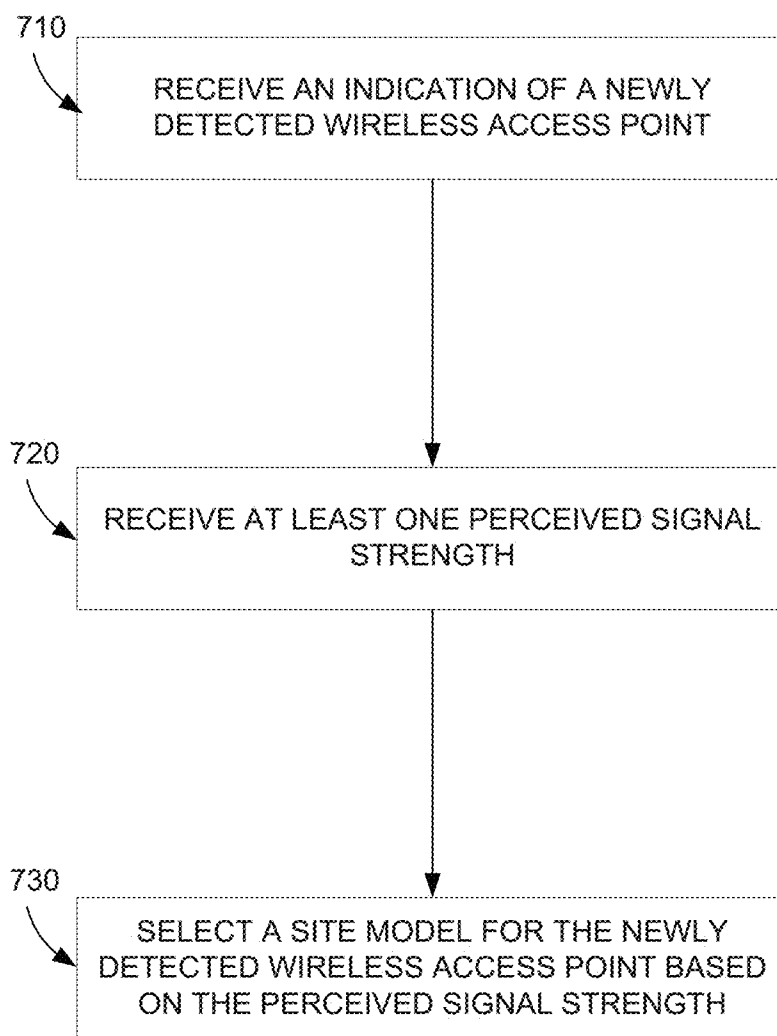 710
RECEIVE AN INDICATION OF A NEWLY
DETECTED WIRELESS ACCESS POINT
720
RECEIVE AT LEAST ONE PERCEIVED SIGNAL
STRENGTH
730
SELECT A SITE MODEL FOR THE NEWLY
DETECTED WIRELESS ACCESS POINT BASED
ON THE PERCEIVED SIGNAL STRENGTH